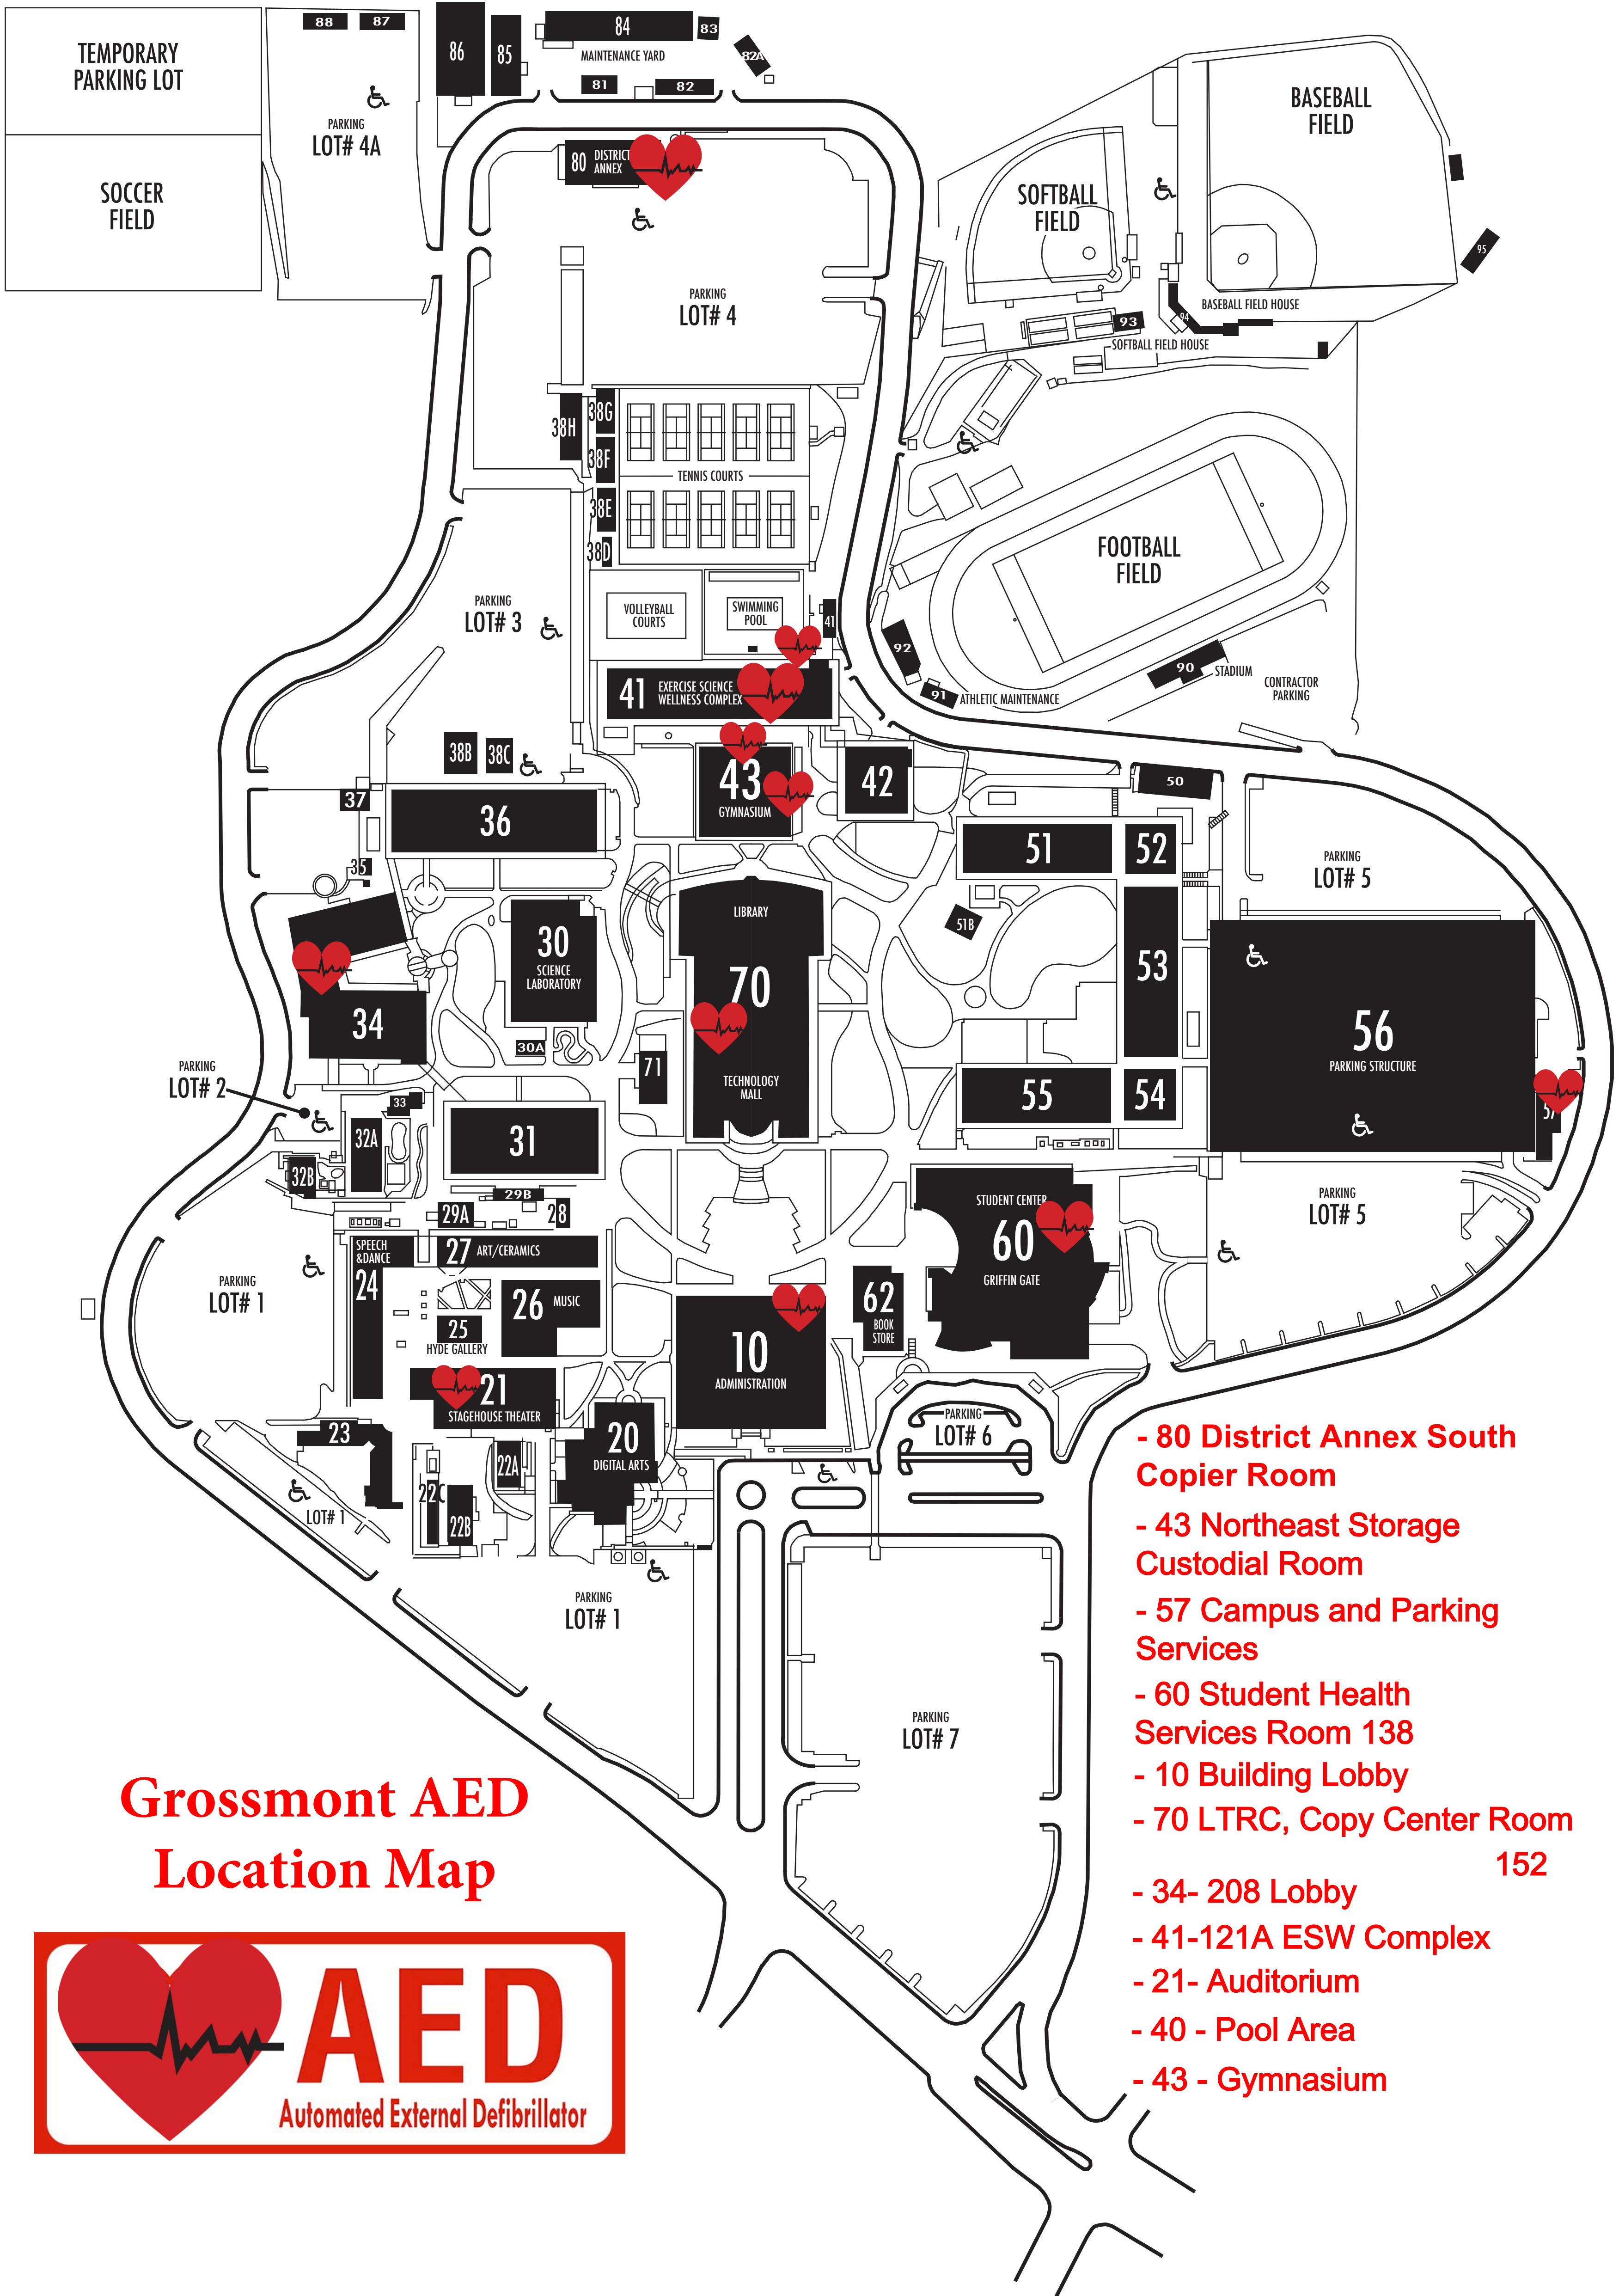 TEMPORARY
PARKING LOT
SOCCER
FIELD
88
87
PARKING
LOT# 4A
86
85
84
83
82A
MAINTENANCE YARD
81
82
80
DISTRICT
ANNEX
PARKING
LOT# 4
BASEBALL
FIELD
SOFTBALL
FIELD
95
BASEBALL FIELD HOUSE
94
93
SOFTBALL FIELD HOUSE
38H
38G
38F
38E
38D
TENNIS COURTS
FOOTBALL
FIELD
PARKING
LOT# 3
VOLLEYBALL
COURTS
SWIMMING
POOL
41
92
91
ATHLETIC MAINTENANCE
90
STADIUM
CONTRACTOR
PARKING
41
EXERCISE SCIENCE
WELLNESS COMPLEX
38B
38C
43
GYMNASIUM
42
50
37
36
35
51
52
PARKING
LOT# 5
30
SCIENCE
LABORATORY
LIBRARY
70
TECHNOLOGY
MALL
51B
53
34
30A
71
56
PARKING STRUCTURE
PARKING
LOT# 2
33
32A
32B
31
55
54
57
29B
29A
28
STUDENT CENTER
60
GRIFFIN GATE
PARKING
LOT# 5
SPEECH
&DANCE
24
27
ART/CERAMICS
PARKING
LOT# 1
26
MUSIC
25
HYDE GALLERY
10
ADMINISTRATION
62
BOOK
STORE
21
STAGEHOUSE THEATER
23
20
DIGITAL ARTS
22A
22C
22B
LOT# 1
PARKING
LOT# 6
PARKING
LOT# 1
PARKING
LOT# 7
- 80 District Annex South
Copier Room
- 43 Northeast Storage
Custodial Room
- 57 Campus and Parking
Services
- 60 Student Health
Services Room 138
- 10 Building Lobby
- 70 LTRC, Copy Center Room
152
- 34- 208 Lobby
- 41-121A ESW Complex
- 21- Auditorium
- 40 - Pool Area
- 43 - Gymnasium
Grossmont AED
Location Map
AED
Automated External Defibrillator